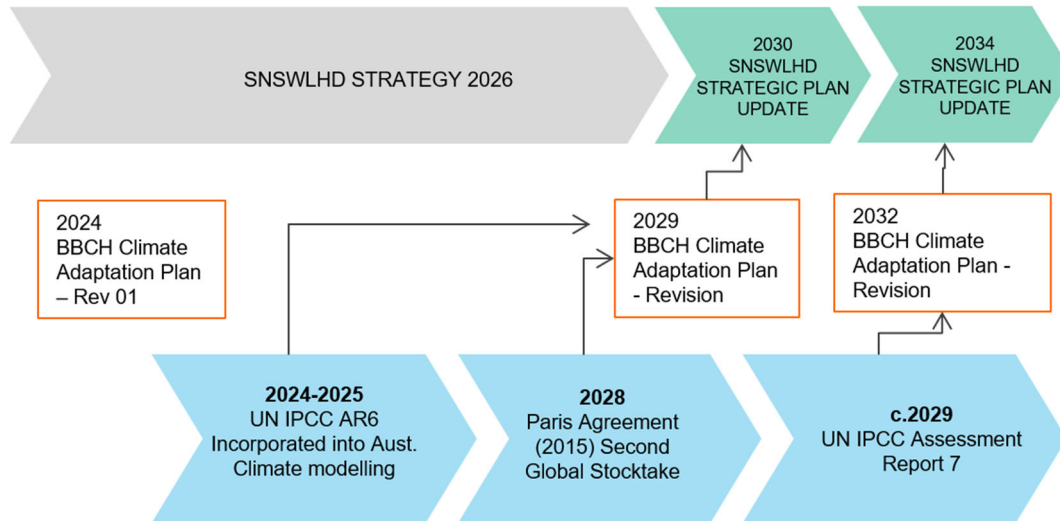 SNSWLHD STRATEGY 2026
2030
SNSWLHD
STRATEGIC PLAN
UPDATE
2034
SNSWLHD
STRATEGIC PLAN
UPDATE
2024
BBCH Climate
Adaptation Plan
– Rev 01
2029
BBCH Climate
Adaptation Plan
- Revision
2032
BBCH Climate
Adaptation Plan -
Revision
2024-2025
UN IPCC AR6
Incorporated into Aust.
Climate modelling
2028
Paris Agreement
(2015) Second
Global Stocktake
c.2029
UN IPCC Assessment
Report 7